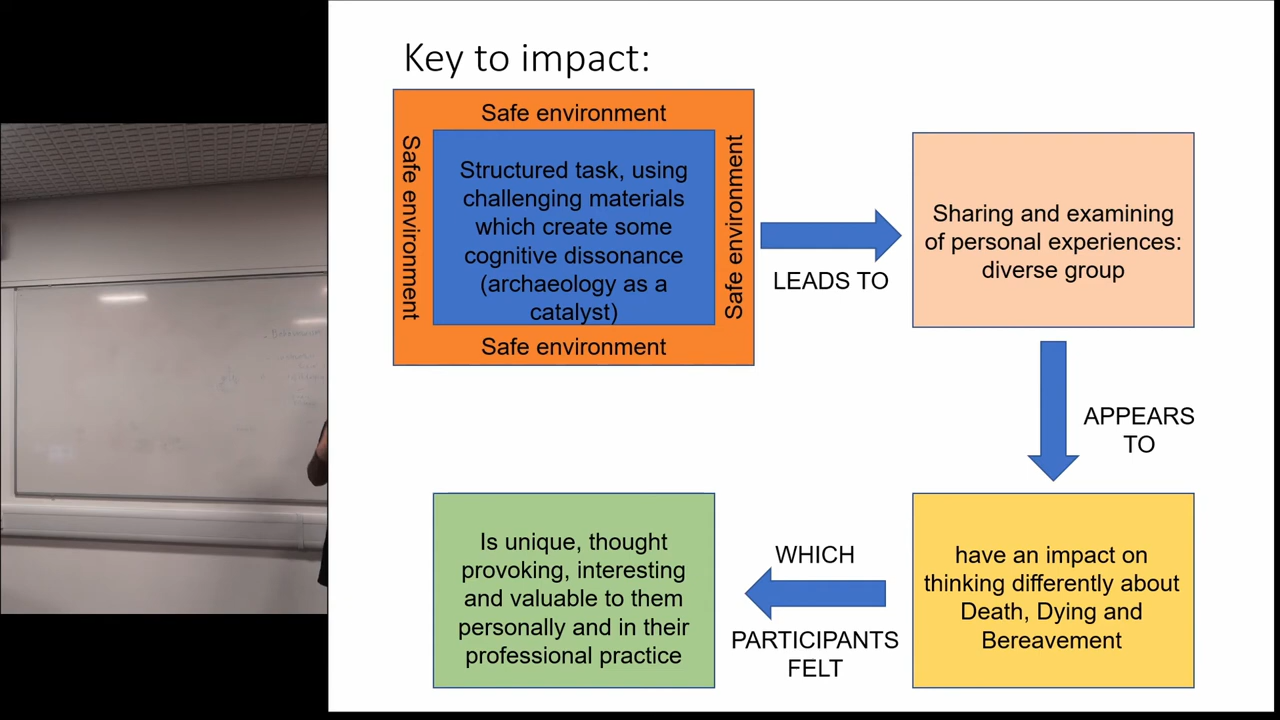 Key to impact:
Safe environment
Safe environment
Structured task, using
challenging materials
which create some
cognitive dissonance
(archaeology as a
catalyst)
Safe environment
Safe environment
LEADS TO
Sharing and examining
of personal experiences:
diverse group
APPEARS
TO
have an impact on
thinking differently about
Death, Dying and
Bereavement
WHICH
PARTICIPANTS
FELT
Is unique, thought
provoking, interesting
and valuable to them
personally and in their
professional practice